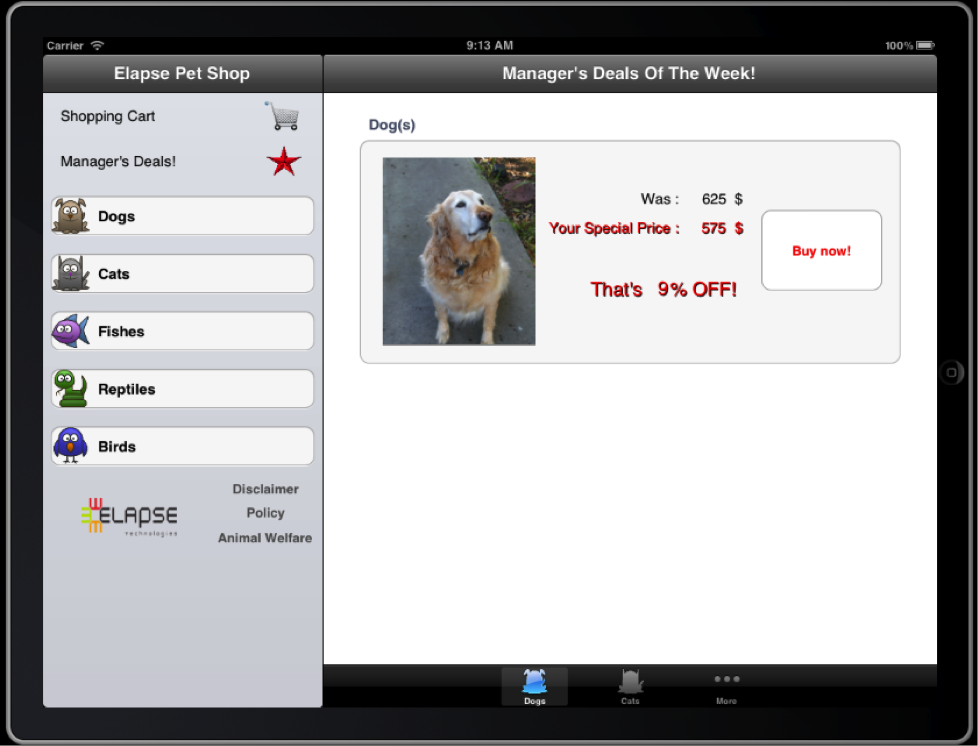 Carrier 9:13 AM 100%
Elapse Pet Shop
Manager's Deals Of The Week!
Shopping Cart
Manager's Deals!
Dogs
Cats
Fishes
Reptiles
Birds
ELAPSE
Technologies
Disclaimer
Policy
Animal Welfare
Dog(s)
Was : 625 $
Your Special Price : 575 $
That's 9% OFF!
Buy now!
Dogs
Cats
More